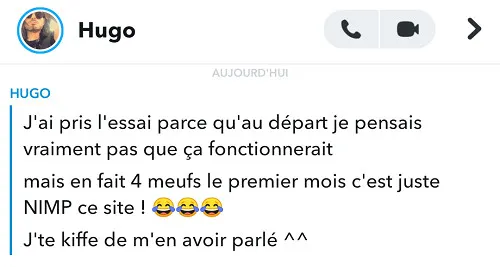 Hugo
AUJOURD'HUI
HUGO
J'ai pris l'essai parce qu'au départ je pensais
vraiment pas que ça fonctionnerait
mais en fait 4 meufs le premier mois c'est juste
NIMP ce site ! 😂😂😂
J'te kiffe de m'en avoir parlé ^^